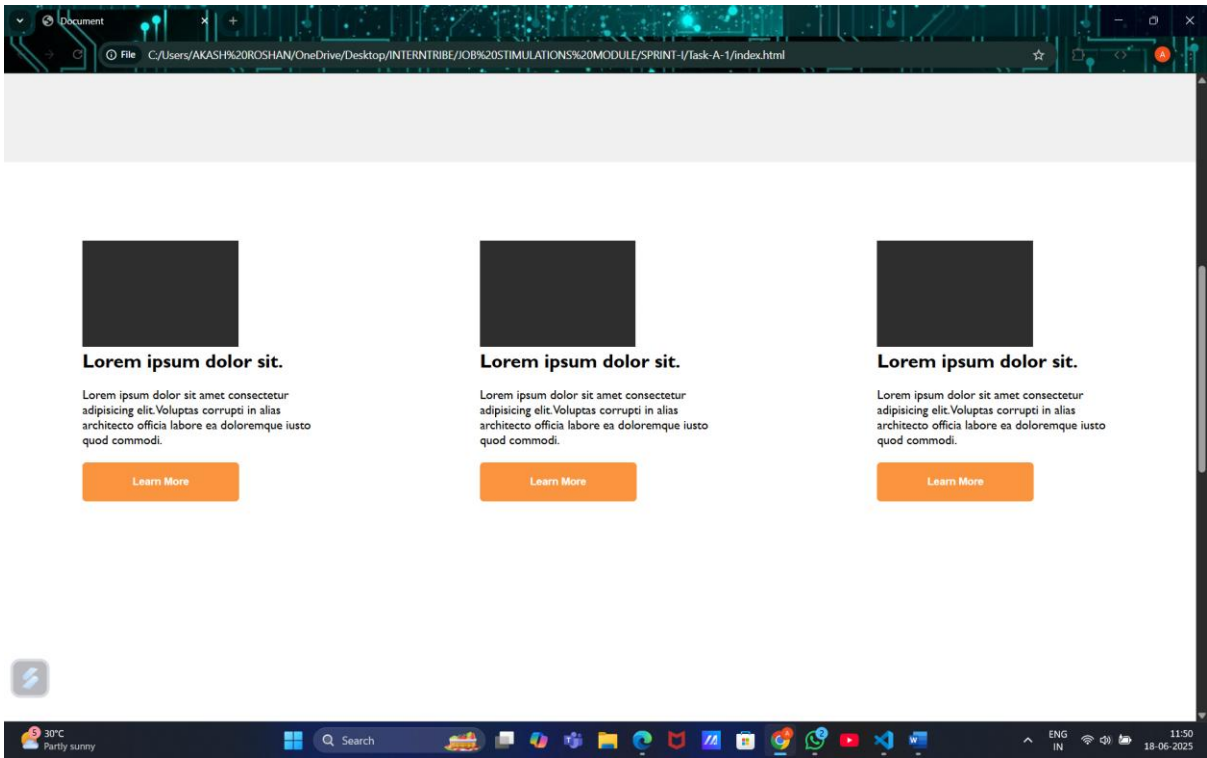 Document
File C:/Users/AKASH%20ROSHAN/OneDrive/Desktop/INTERNTRIBE/JOB%20STIMULATIONS%20MODULE/SPRINT-I/Task-A-1/index.html
A
Lorem ipsum dolor sit.
Lorem ipsum dolor sit amet consectetur
adipisicing elit. Voluptas corrupti in alias
architecto officia labore ea doloremque iusto
quod commodi.
Learn More
Lorem ipsum dolor sit.
Lorem ipsum dolor sit amet consectetur
adipisicing elit. Voluptas corrupti in alias
architecto officia labore ea doloremque iusto
quod commodi.
Learn More
Lorem ipsum dolor sit.
Lorem ipsum dolor sit amet consectetur
adipisicing elit. Voluptas corrupti in alias
architecto officia labore ea doloremque iusto
quod commodi.
Learn More
5
30°C
Partly sunny
Search
2
ENG
IN
11:50
18-06-2025